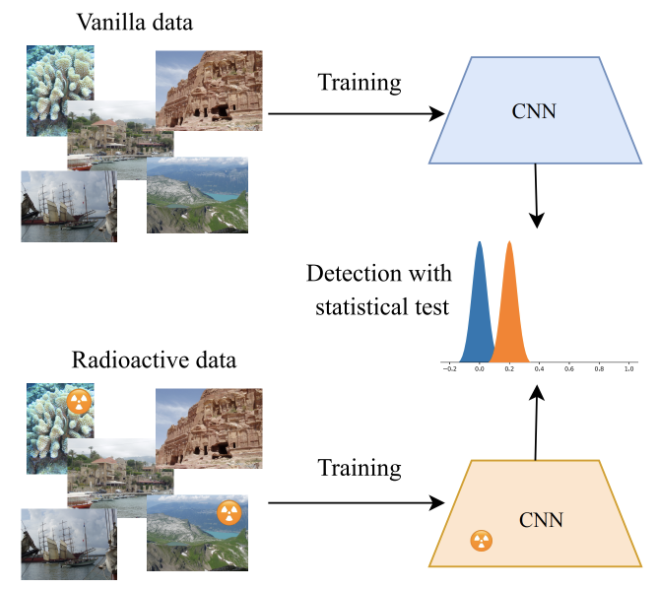 Vanilla data
Training
CNN
Detection with
statistical test
−0.2 0.0 0.2 0.4 0.6 0.8 1.0
Radioactive data
Training
CNN